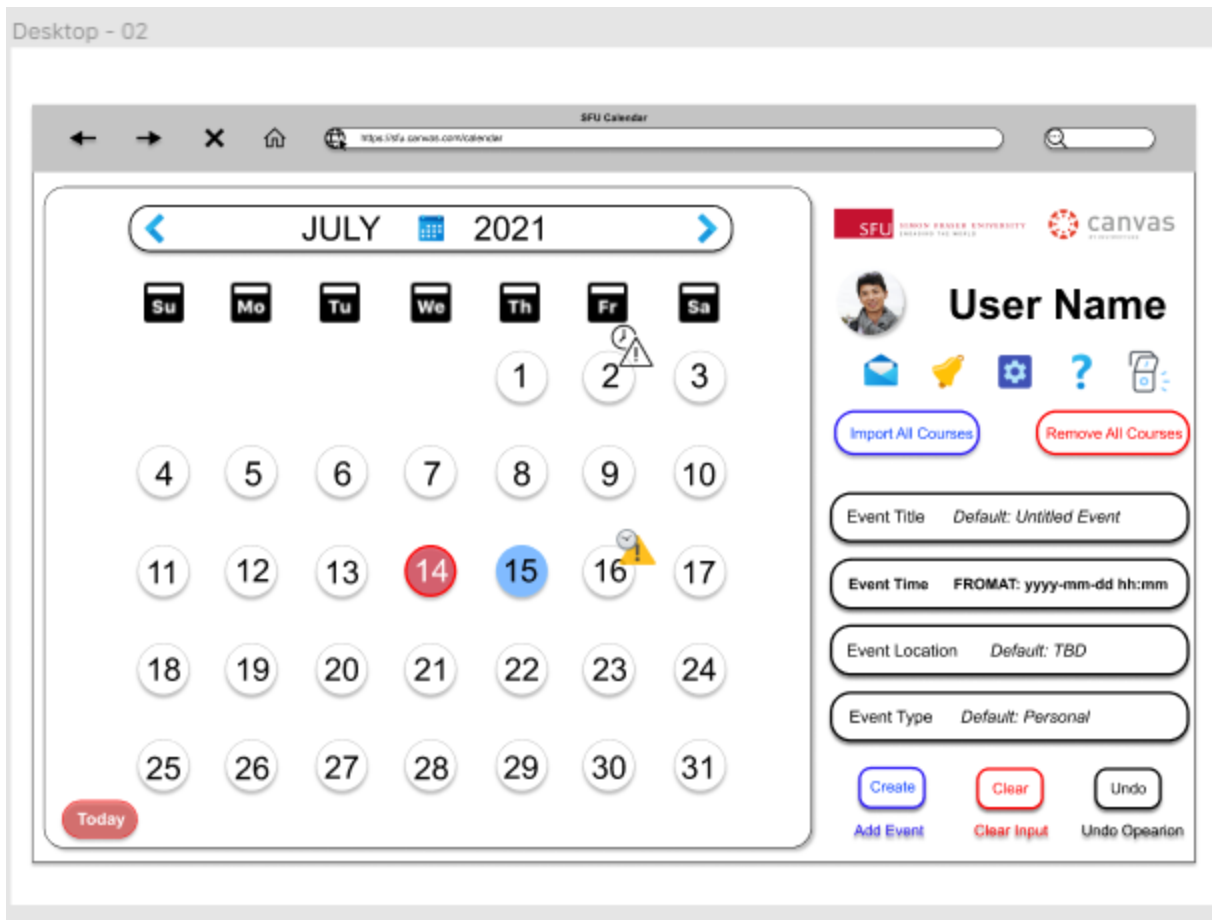 Desktop - 02
SFU Calendar
https://sfu.canvas.com/calendar
JULY 2021
Su Mo Tu We Th Fr Sa
1 2 3
4 5 6 7 8 9 10
11 12 13 14 15 16 17
18 19 20 21 22 23 24
25 26 27 28 29 30 31
Today
SFU SIMON FRASER UNIVERSITY
ENGAGING THE WORLD
canvas
User Name
Import All Courses Remove All Courses
Event Title Default: Untitled Event
Event Time FROMAT: yyyy-mm-dd hh:mm
Event Location Default: TBD
Event Type Default: Personal
Create Clear Undo
Add Event Clear Input Undo Opearion